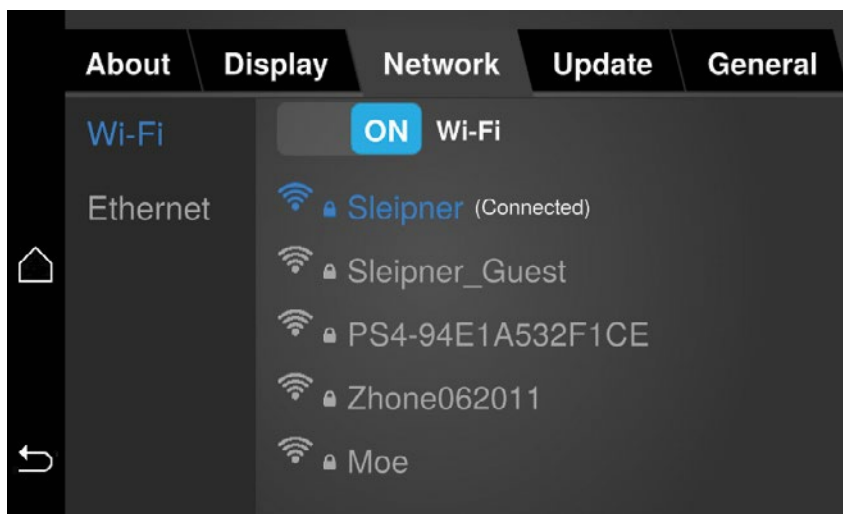 About Display Network Update General
Wi-Fi ON Wi-Fi
Ethernet Sleipner (Connected)
Sleipner_Guest
PS4-94E1A532F1CE
Zhone062011
Moe